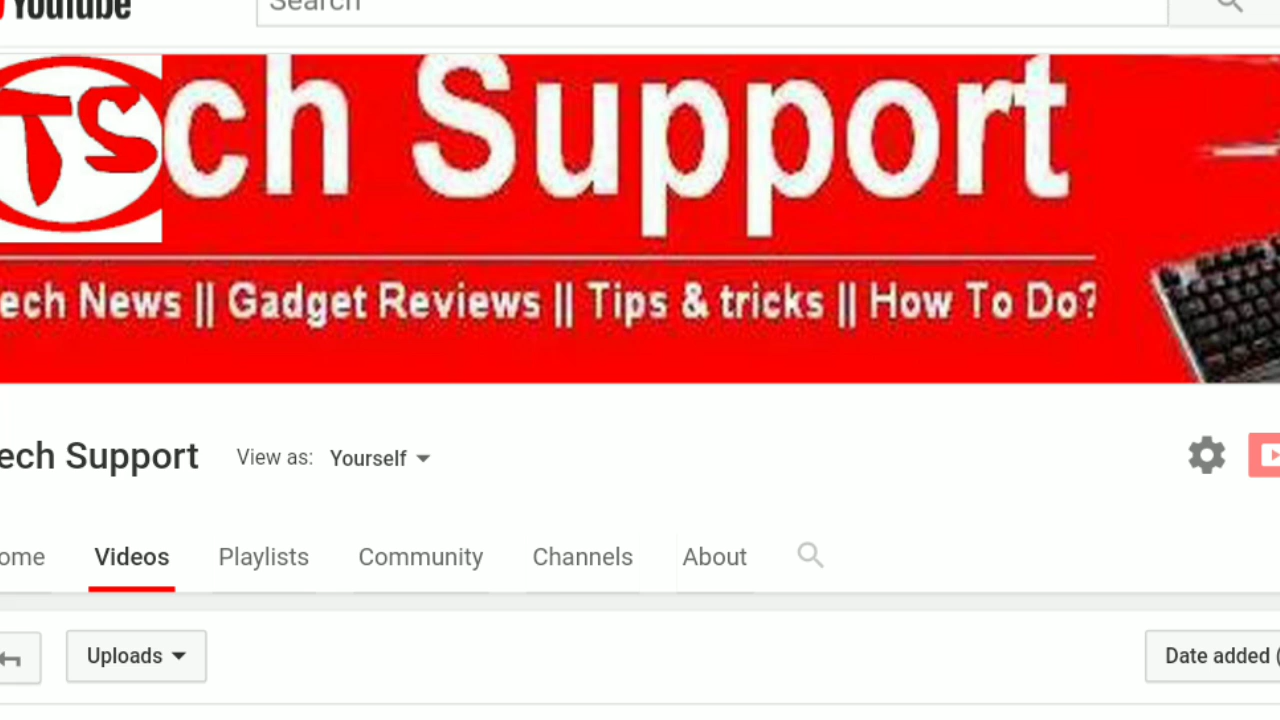 YouTube
Search
TS
ch Support
ech News || Gadget Reviews || Tips & tricks || How To Do?
ech Support View as: Yourself
ome Videos Playlists Community Channels About
Uploads Date added (